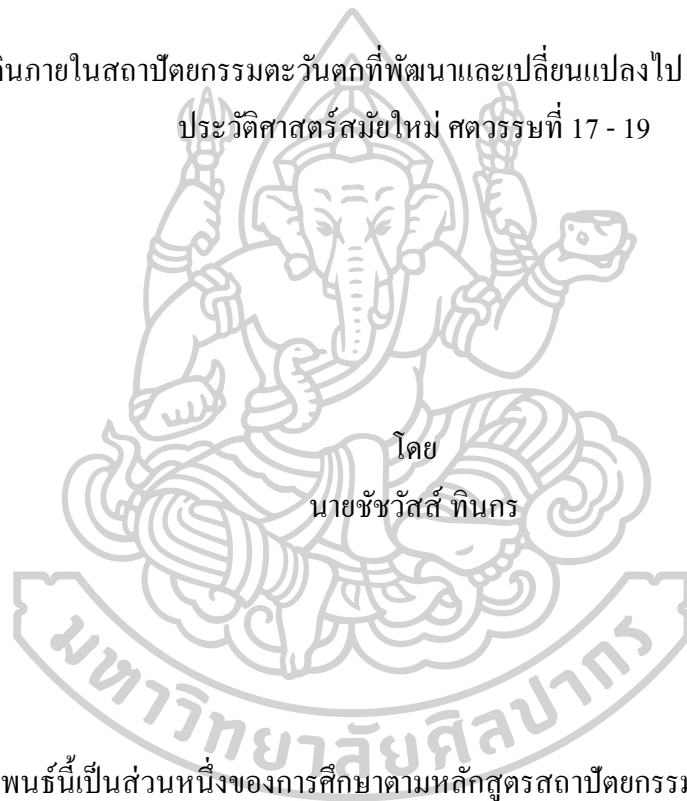 ินภายในสถาปัตยกรรมตะวันตกที่พัฒนาและเปลี่ยนแปลงไป
ประวัติศาสตร์สมัยใหม่ ศตวรรษที่ 17 - 19
โดย
นายชัชวัสส์ ทินกร
มหาวิทยาลัยศิลปากร
พนธ์นี้เป็นส่วนหนึ่งของการศึกษาตามหลักสูตรสถาปัตยกรรม